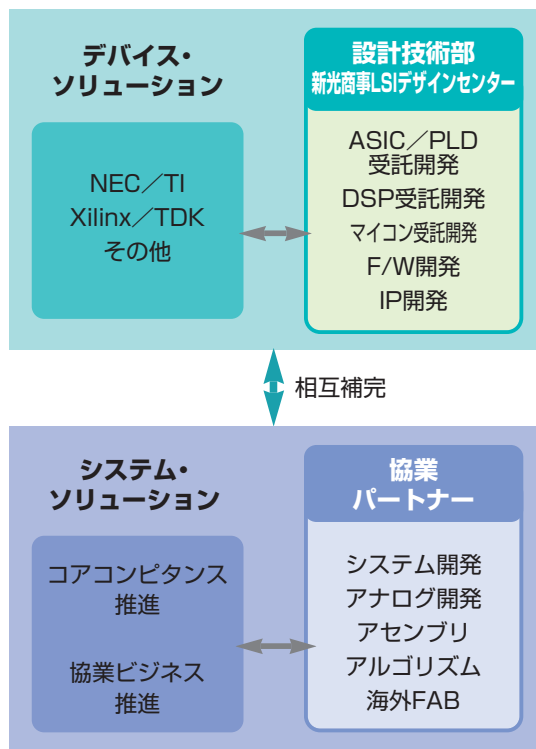 デバイス・
ソリューション
NEC／TI
Xilinx／TDK
その他
設計技術部
新光商事LSIデザインセンター
ASIC／PLD
受託開発
DSP受託開発
マイコン受託開発
F/W開発
IP開発
相互補完
システム・
ソリューション
コアコンピタンス
推進
協業ビジネス
推進
協業
パートナー
システム開発
アナログ開発
アセンブリ
アルゴリズム
海外FAB